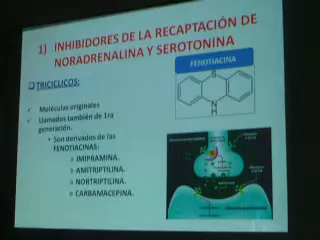 1) INHIBIDORES DE LA RECAPTACIÓN DE
NORADRENALINA Y SEROTONINA
TRICICLICOS:
Moléculas originales
Llamados también de 1ra
generación.
Son derivados de las
FENOTIACINAS:
IMIPRAMINA.
AMITRIPTILINA.
NORTRIPTILINA.
CARBAMACEPINA.
FENOTIACINA
S
N
H